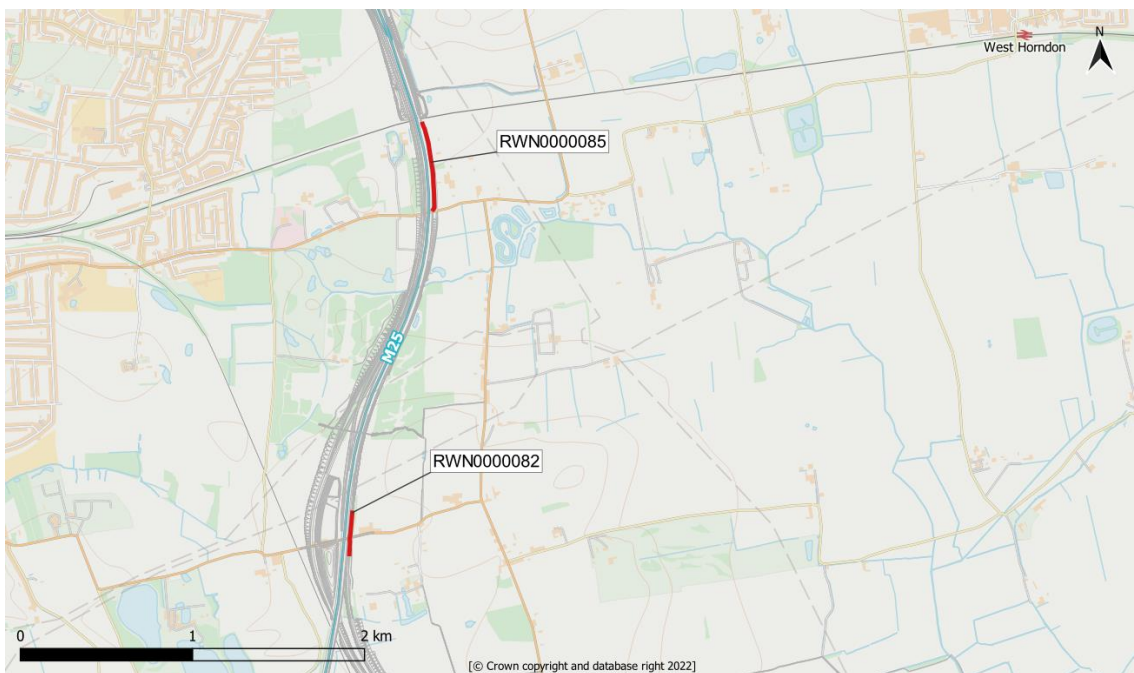 West Horndon
N
RWN0000085
M25
RWN0000082
0 1 2 km
[© Crown copyright and database right 2022]